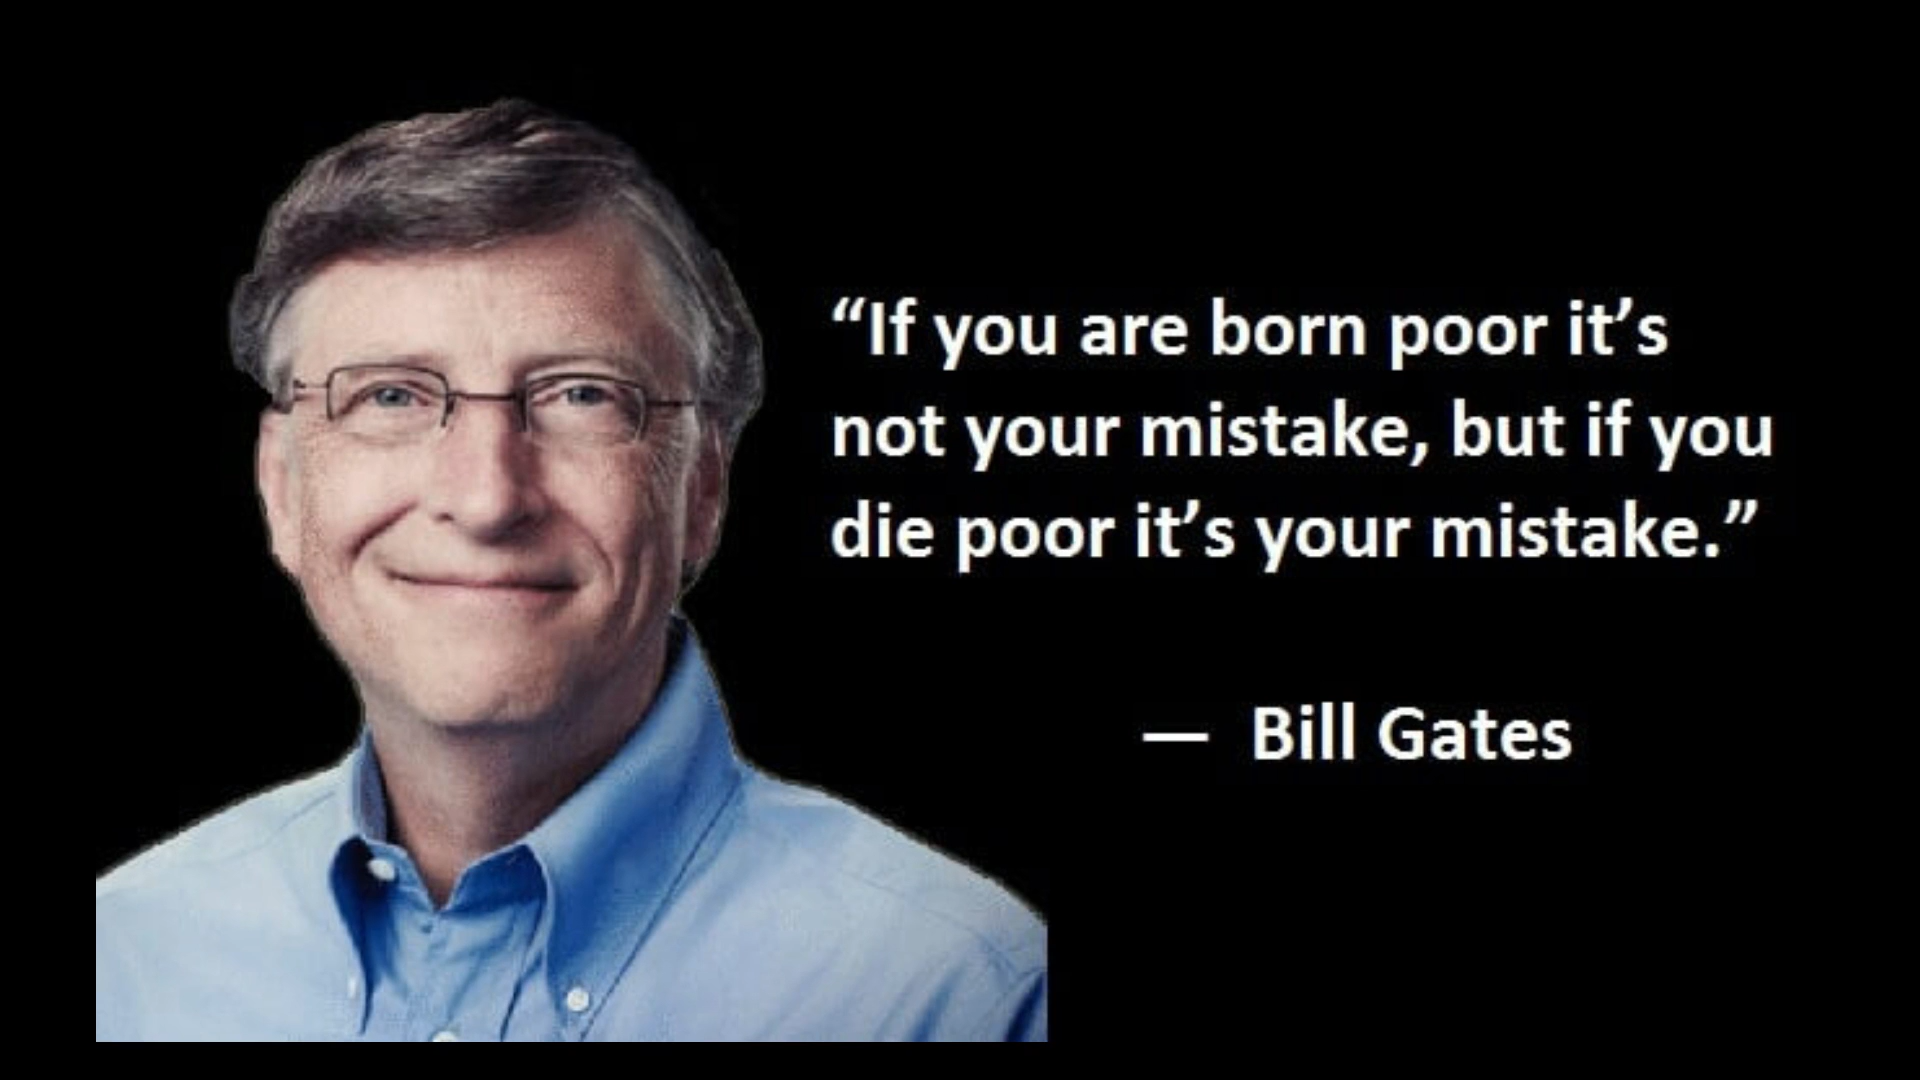 “If you are born poor it’s
not your mistake, but if you
die poor it’s your mistake.”
— Bill Gates